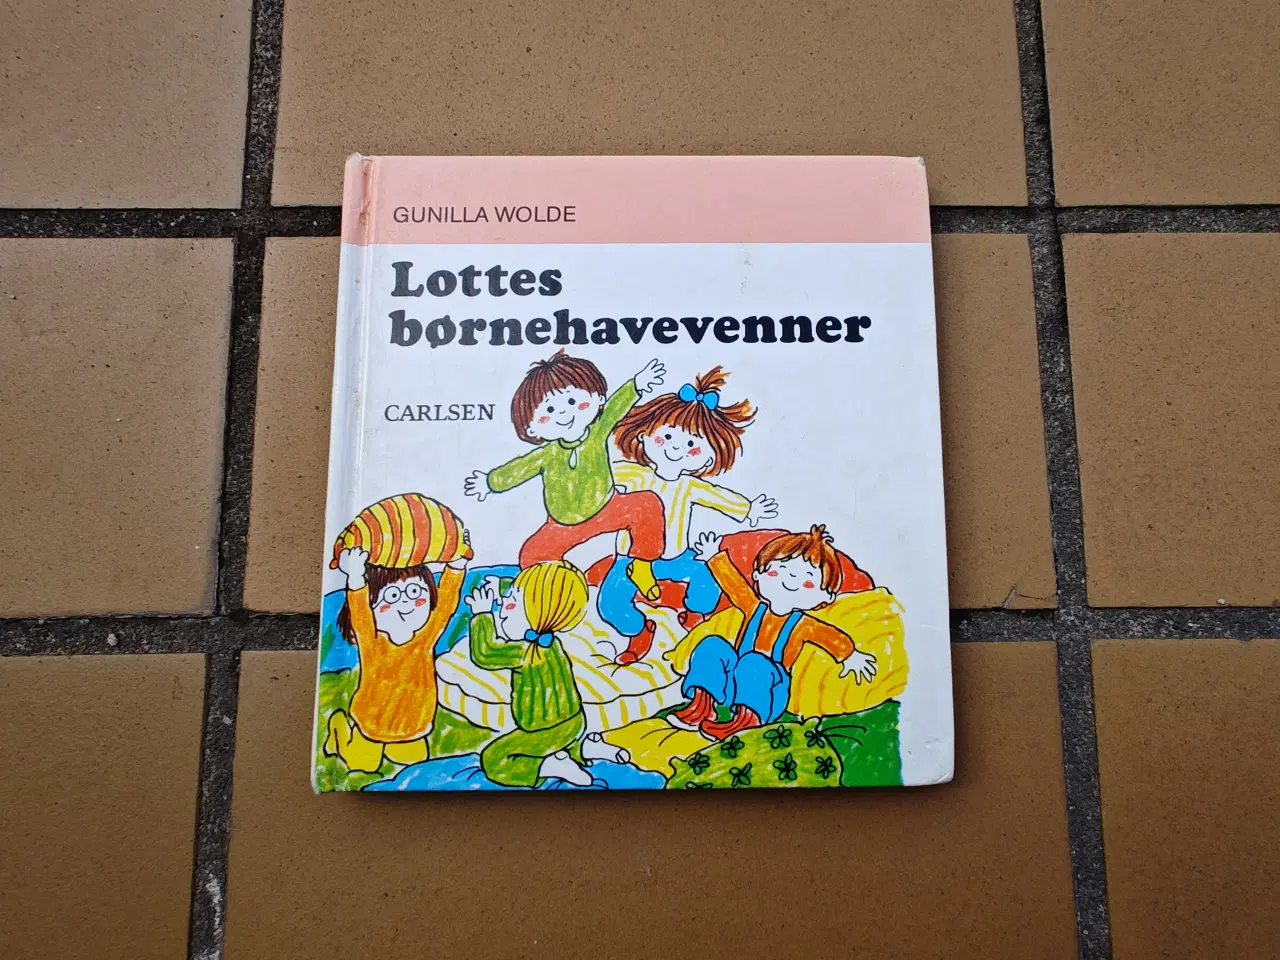 GUNILLA WOLDE
Lottes
børnehavevenner
CARLSEN